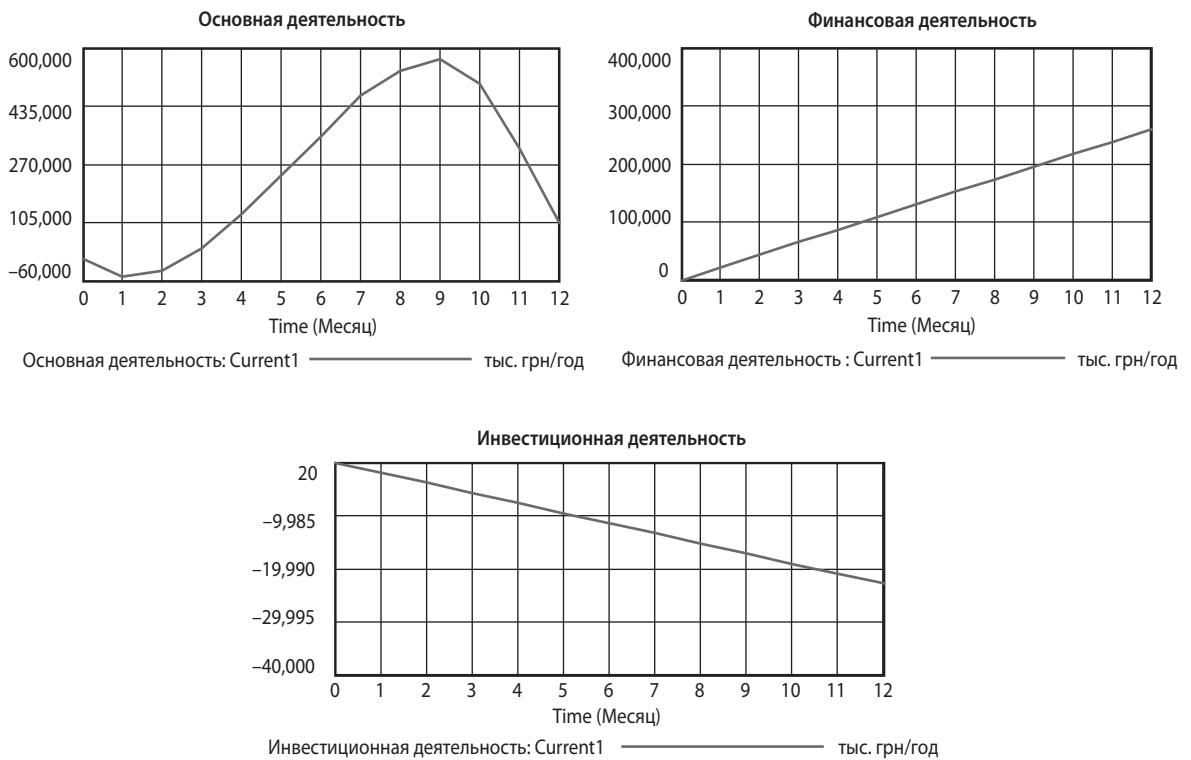 Основная деятельность
600,000
435,000
270,000
105,000
–60,000
0 1 2 3 4 5 6 7 8 9 10 11 12
Time (Месяц)
Основная деятельность: Current1 тыс. грн/год
Финансовая деятельность
400,000
300,000
200,000
100,000
0
0 1 2 3 4 5 6 7 8 9 10 11 12
Time (Месяц)
Финансовая деятельность : Current1 тыс. грн/год
Инвестиционная деятельность
20
–9,985
–19,990
–29,995
–40,000
0 1 2 3 4 5 6 7 8 9 10 11 12
Time (Месяц)
Инвестиционная деятельность: Current1 тыс. грн/год